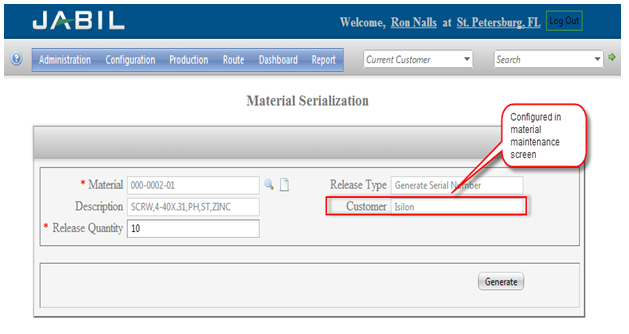 JABIL
Welcome, Ron Nalls at St. Petersburg, FL Log Out
Administration Configuration Production Route Dashboard Report Current Customer Search
Material Serialization
Configured in
material
maintenance
screen
* Material 000-0002-01 Release Type Generate Serial Number
Description SCRW,4-40X.31,PH,ST,ZINC Customer Isilon
* Release Quantity 10
Generate